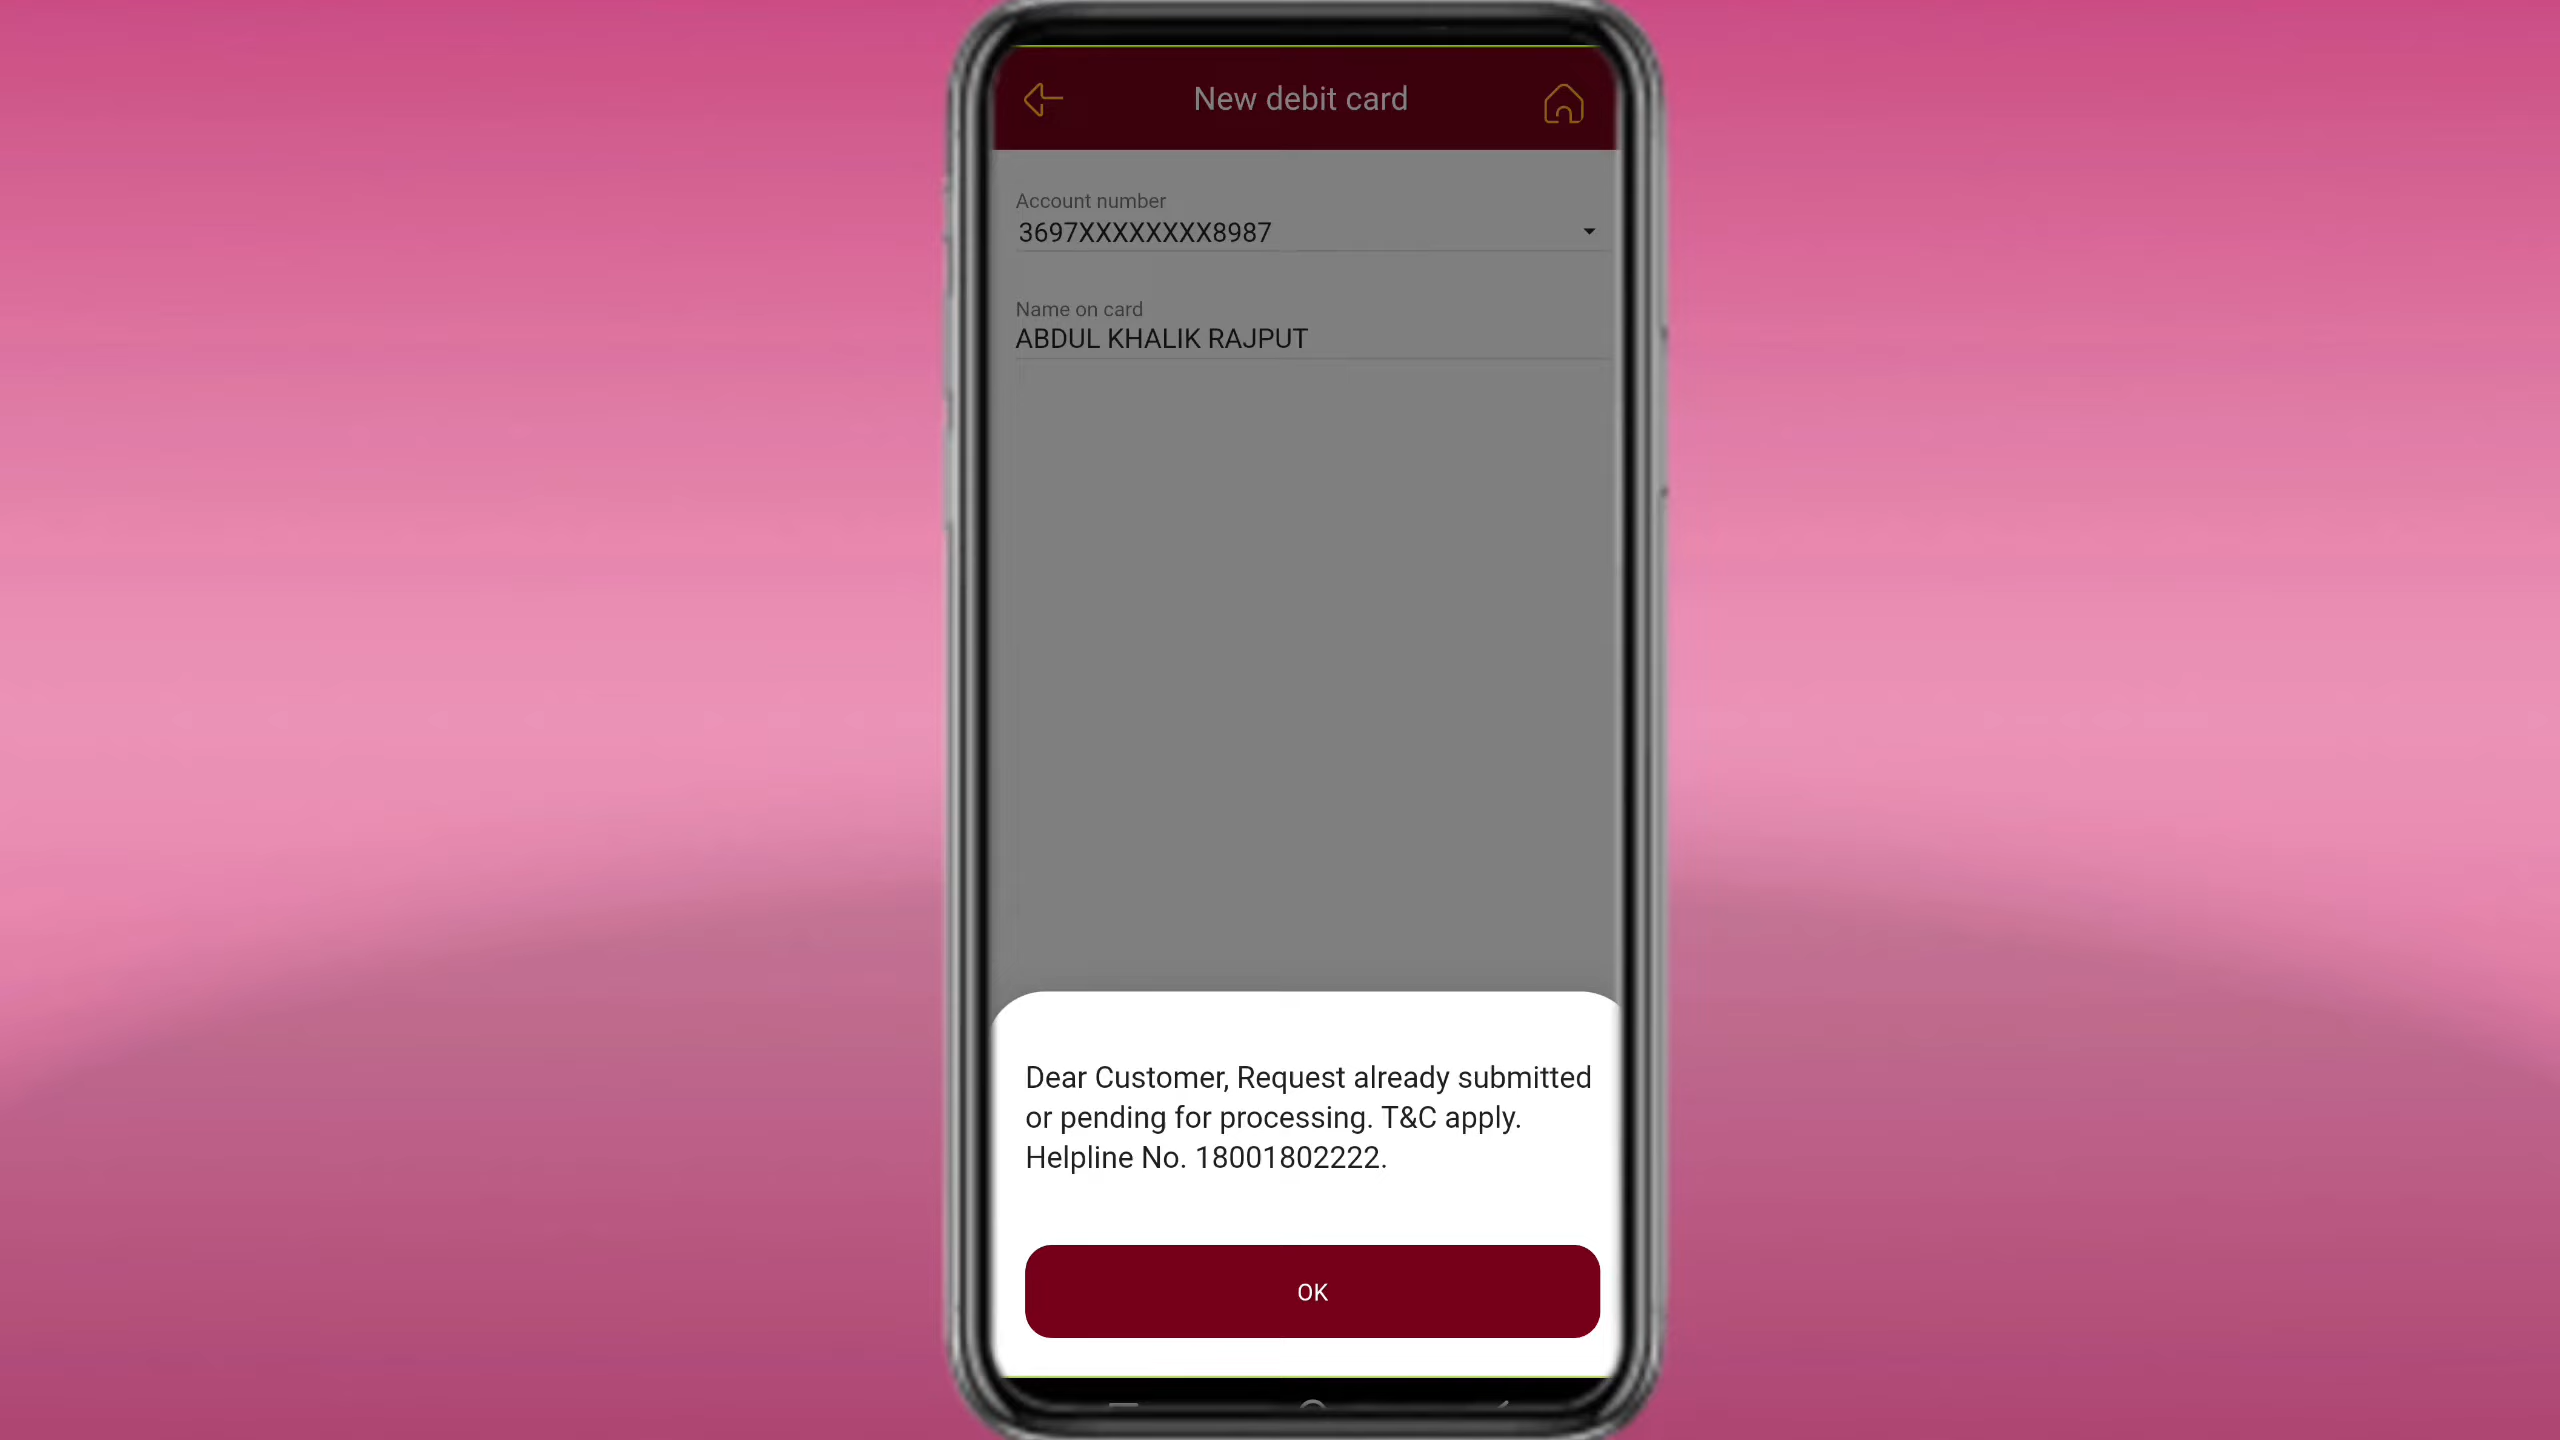 New debit card
Account number
3697XXXXXXXX8987
Name on card
ABDUL KHALIK RAJPUT
Dear Customer, Request already submitted
or pending for processing. T&C apply.
Helpline No. 18001802222.
OK